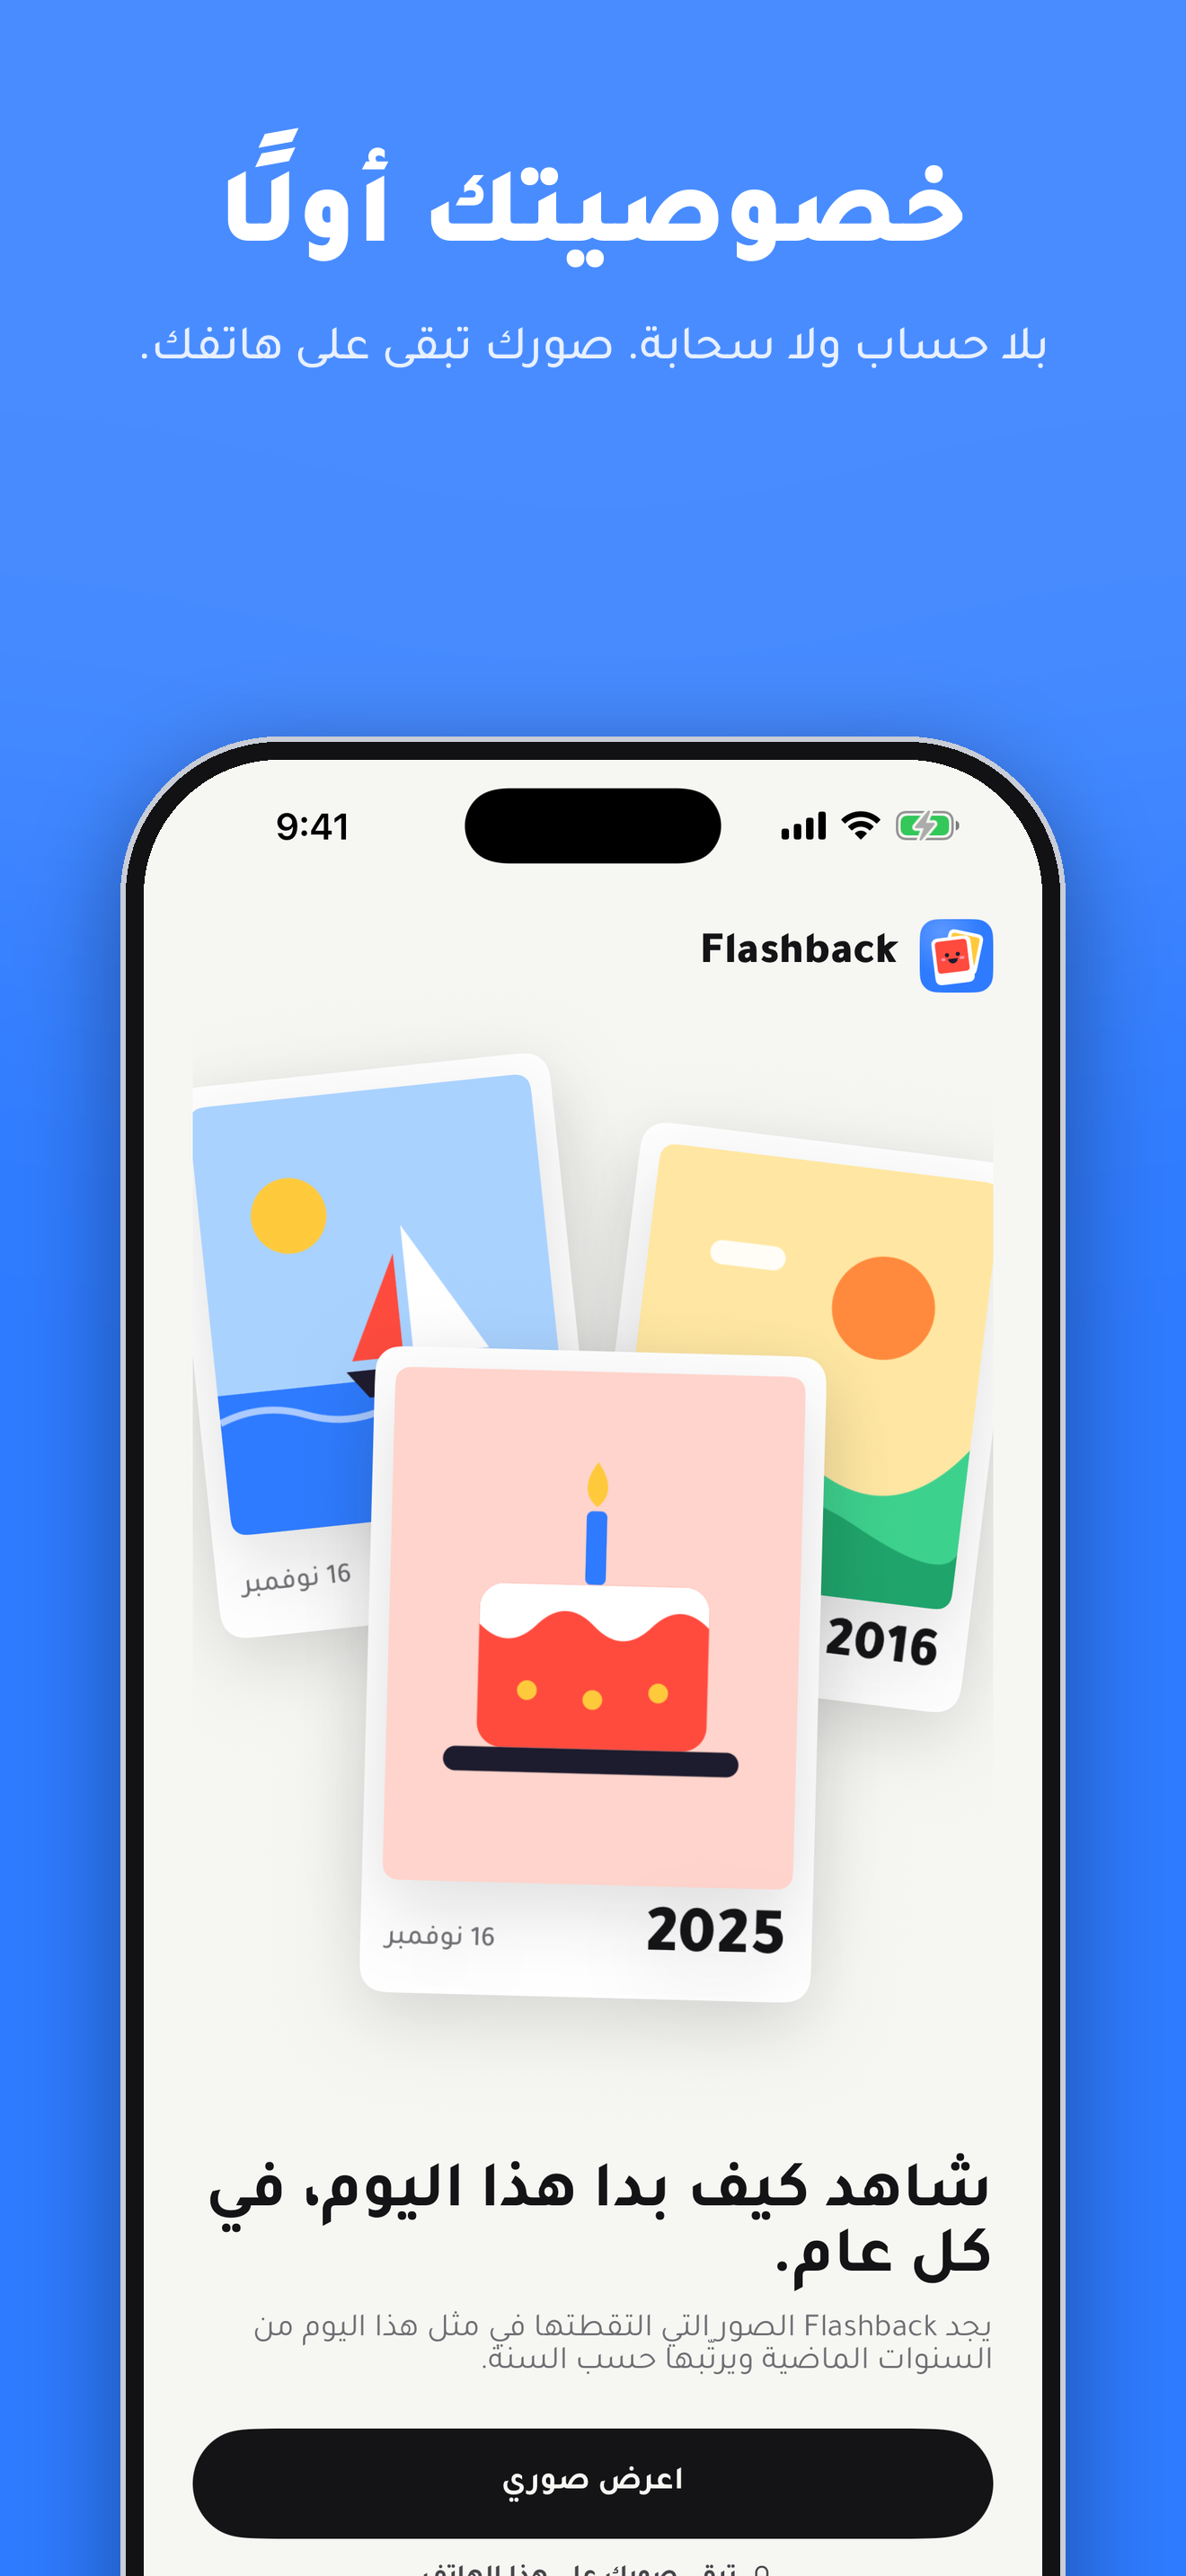 خصوصيتك أولًا
بلا حساب ولا سحابة. صورك تبقى على هاتفك.
9:41
Flashback
16 نوفمبر
2016
2025
16 نوفمبر
شاهد كيف بدا هذا اليوم، في
كل عام.
يجد Flashback الصور التي التقطتها في مثل هذا اليوم من
السنوات الماضية ويرتّبها حسب السنة.
اعرض صوري